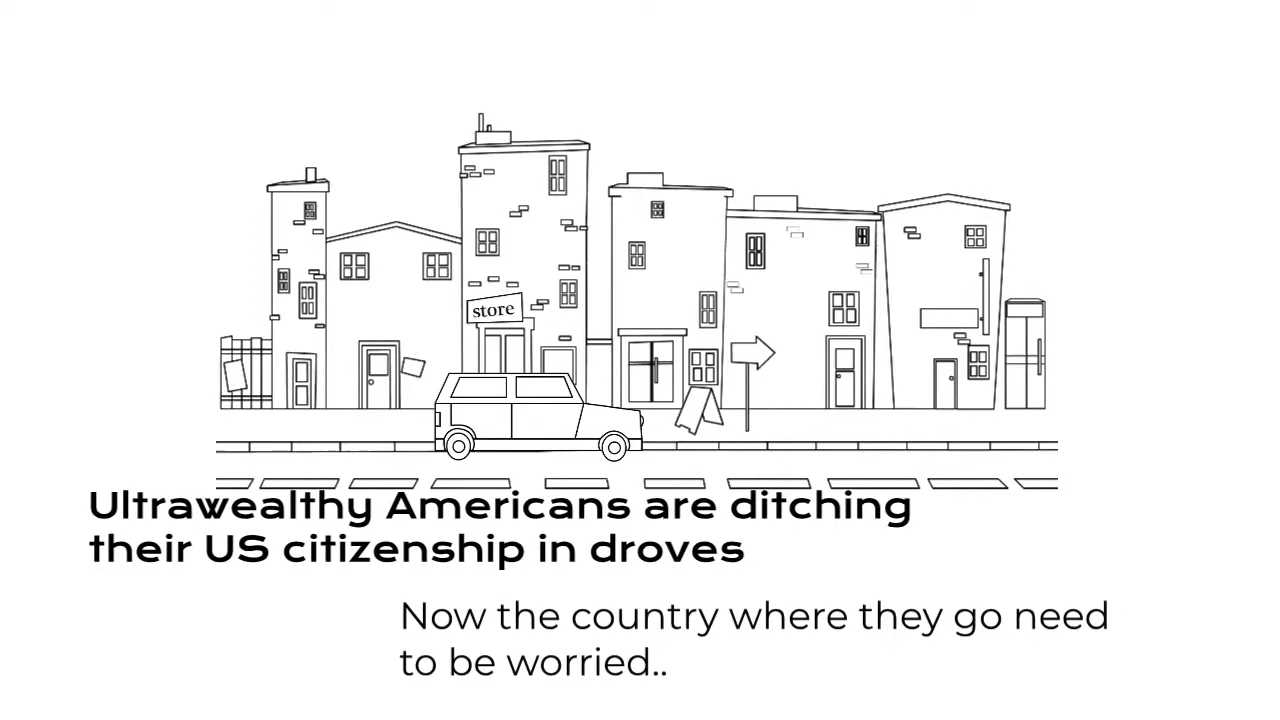 store
Ultrawealthy Americans are ditching
their US citizenship in droves
Now the country where they go need
to be worried..